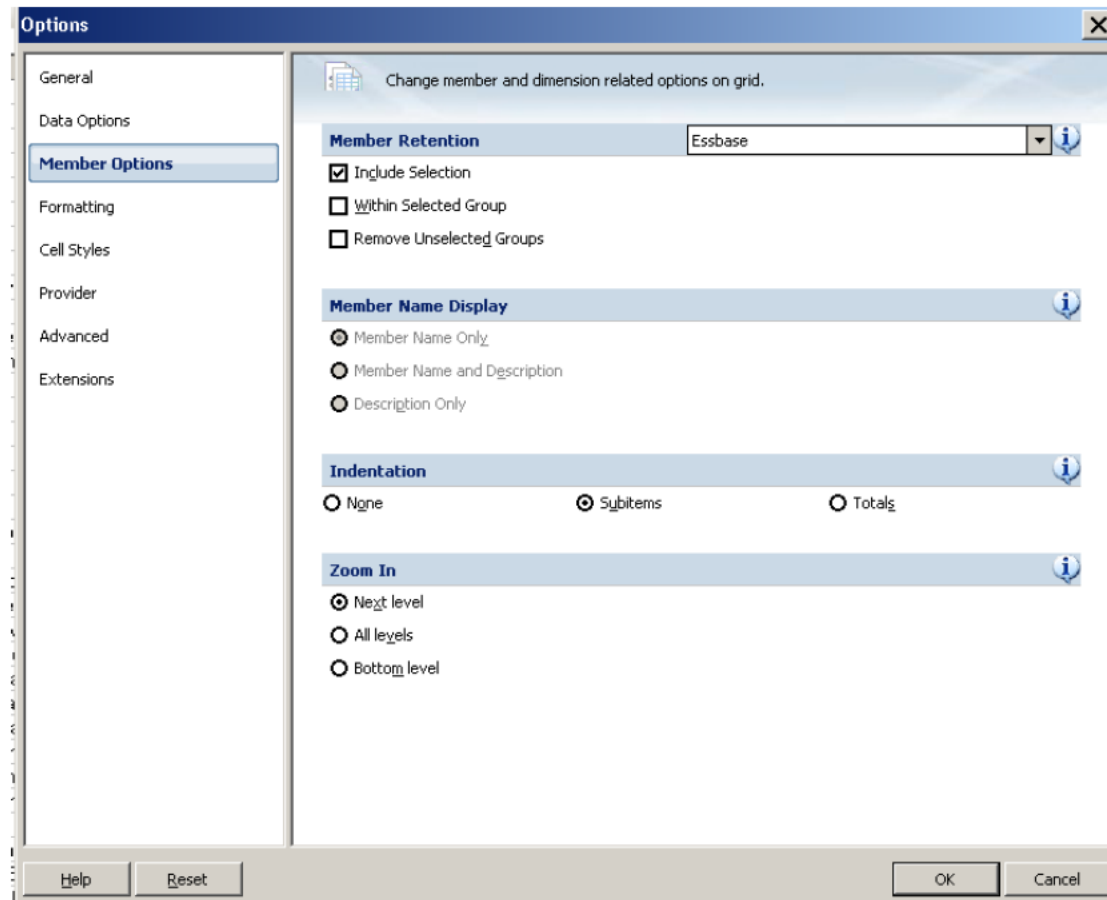 Options
General
Data Options
Member Options
Formatting
Cell Styles
Provider
Advanced
Extensions
Change member and dimension related options on grid.
Member Retention Essbase
Include Selection
Within Selected Group
Remove Unselected Groups
Member Name Display
Member Name Only
Member Name and Description
Description Only
Indentation
None Subitems Totals
Zoom In
Next level
All levels
Bottom level
Help Reset OK Cancel